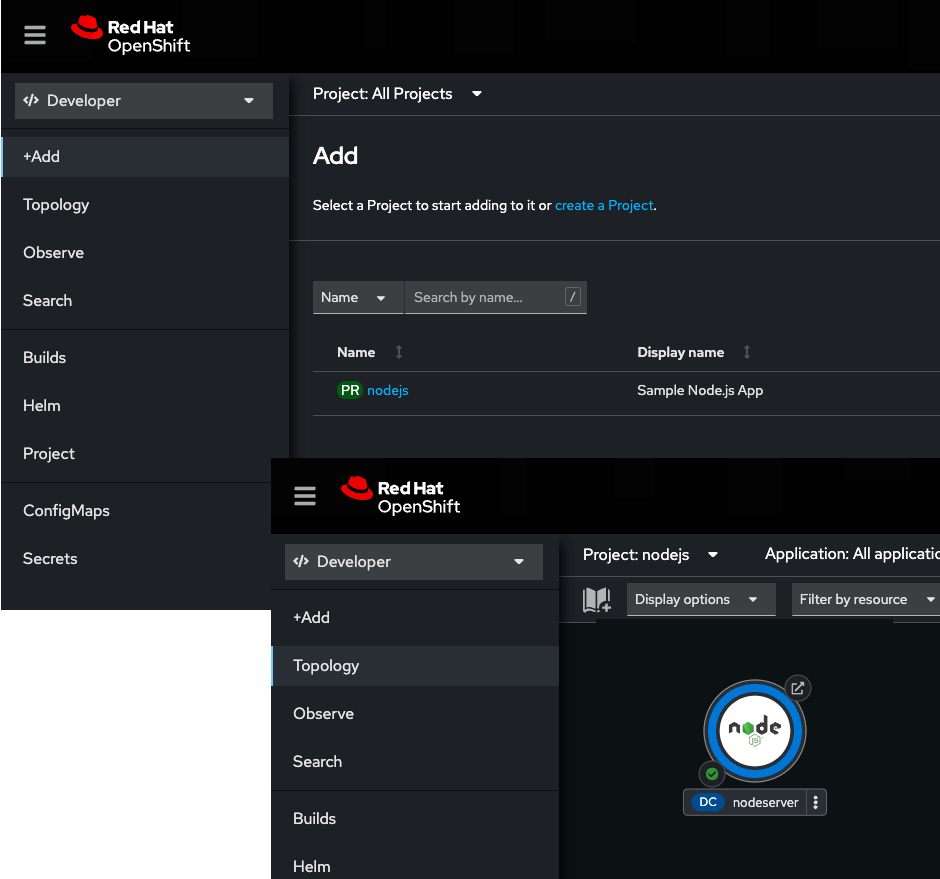 Red Hat
OpenShift
Developer
Project: All Projects
+Add
Topology
Observe
Search
Builds
Helm
Project
ConfigMaps
Secrets
Add
Select a Project to start adding to it or create a Project.
Name
Search by name...
/
Name
Display name
PR nodejs
Sample Node.js App
Red Hat
OpenShift
Developer
Project: nodejs
Application: All applicatio
+Add
Topology
Observe
Search
Builds
Helm
Display options
Filter by resource
node
JS
DC nodeserver